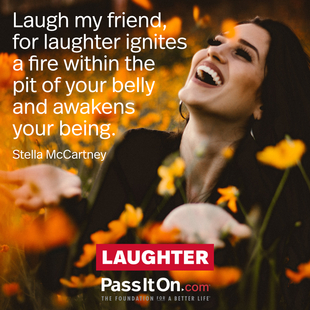 Laugh my friend,
for laughter ignites
a fire within the
pit of your belly
and awakens
your being.
Stella McCartney
LAUGHTER
PassItOn.com
THE FOUNDATION FOR A BETTER LIFE